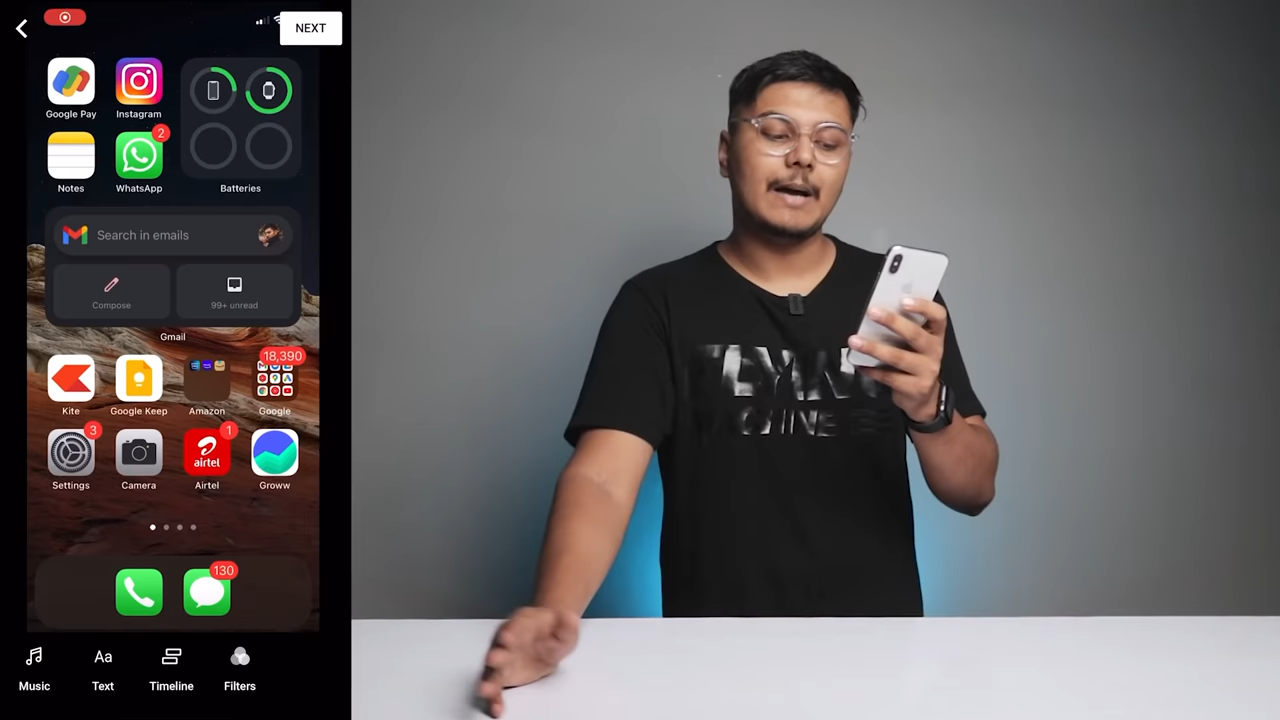 NEXT
Google Pay
Instagram
2
Notes
WhatsApp
Batteries
Search in emails
Compose
99+ unread
Gmail
18,390
Kite
Google Keep
Amazon
Google
3
1
airtel
Settings
Camera
Airtel
Groww
130
Aa
Music
Text
Timeline
Filters